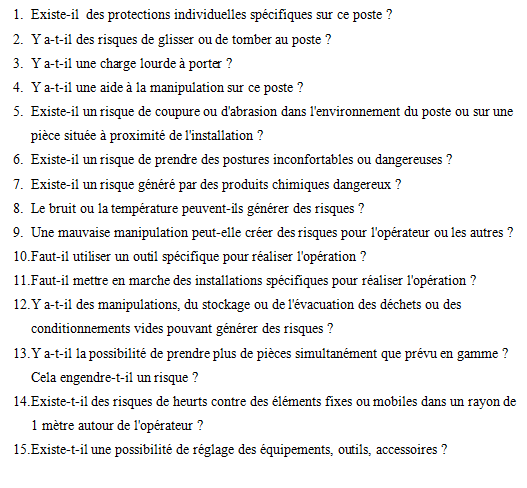 1. Existe-il des protections individuelles spécifiques sur ce poste ?
2. Y a-t-il des risques de glisser ou de tomber au poste ?
3. Y a-t-il une charge lourde à porter ?
4. Y a-t-il une aide à la manipulation sur ce poste ?
5. Existe-il un risque de coupure ou d'abrasion dans l'environnement du poste ou sur une
pièce située à proximité de l'installation ?
6. Existe-il un risque de prendre des postures inconfortables ou dangereuses ?
7. Existe-il un risque généré par des produits chimiques dangereux ?
8. Le bruit ou la température peuvent-ils générer des risques ?
9. Une mauvaise manipulation peut-elle créer des risques pour l'opérateur ou les autres ?
10.Faut-il utiliser un outil spécifique pour réaliser l'opération ?
11.Faut-il mettre en marche des installations spécifiques pour réaliser l'opération ?
12.Y a-t-il des manipulations, du stockage ou de l'évacuation des déchets ou des
conditionnements vides pouvant générer des risques ?
13.Y a-t-il la possibilité de prendre plus de pièces simultanément que prévu en gamme ?
Cela engendre-t-il un risque ?
14.Existe-t-il des risques de heurts contre des éléments fixes ou mobiles dans un rayon de
1 mètre autour de l'opérateur ?
15.Existe-t-il une possibilité de réglage des équipements, outils, accessoires ?